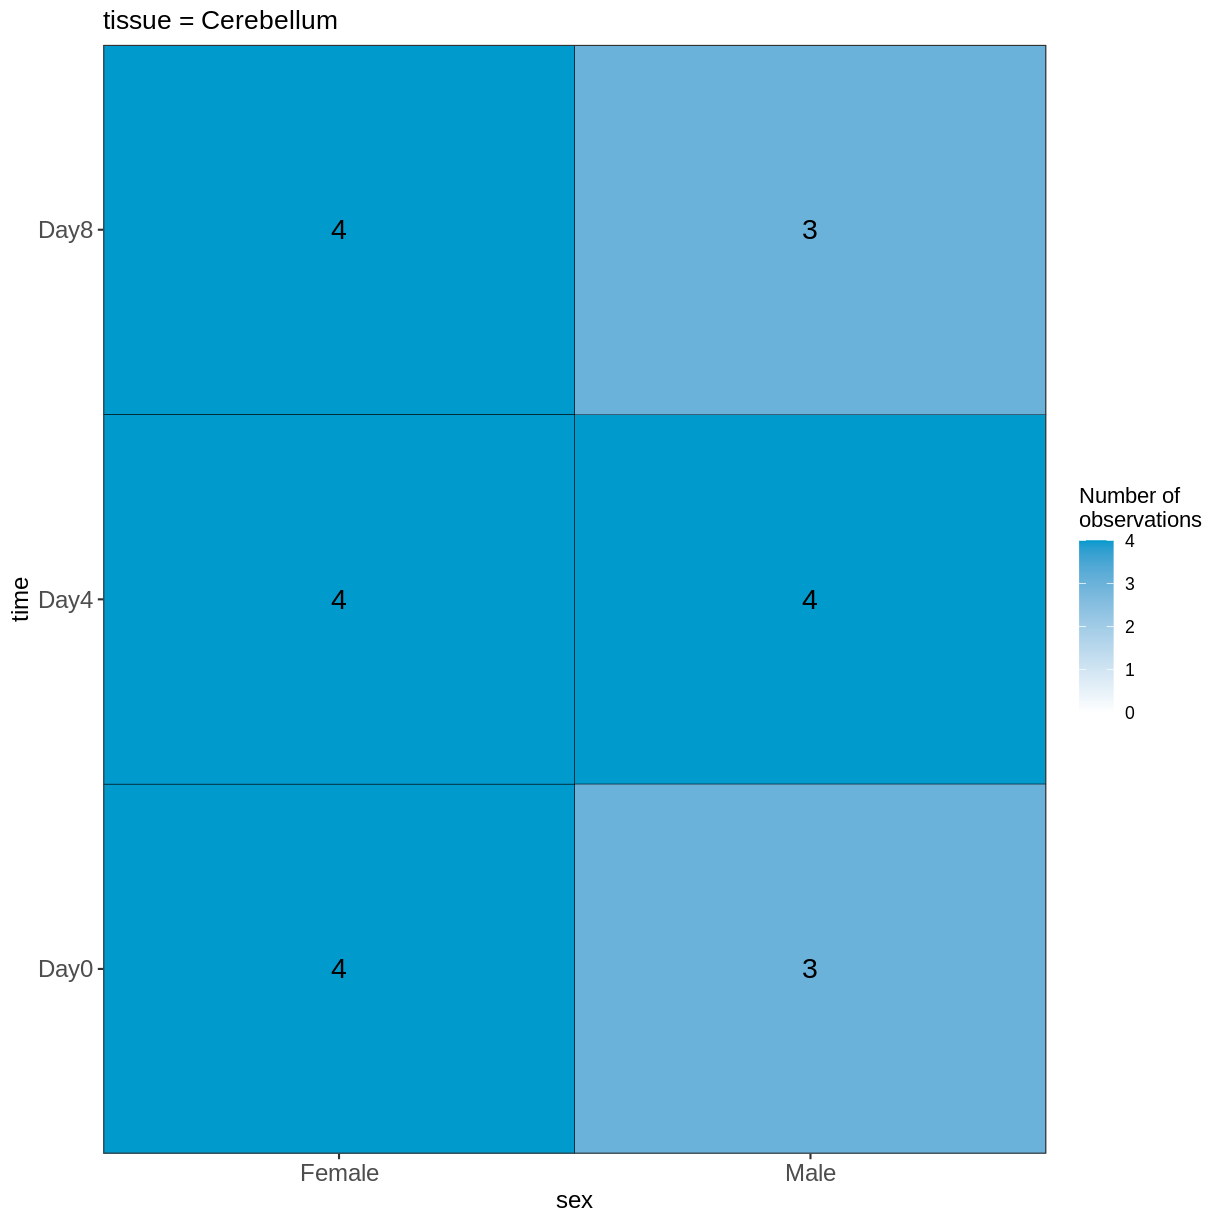 tissue = Cerebellum
Day8
4
3
Day4
4
4
Day0
4
3
time
Female
Male
sex
Number of
observations
4
3
2
1
0